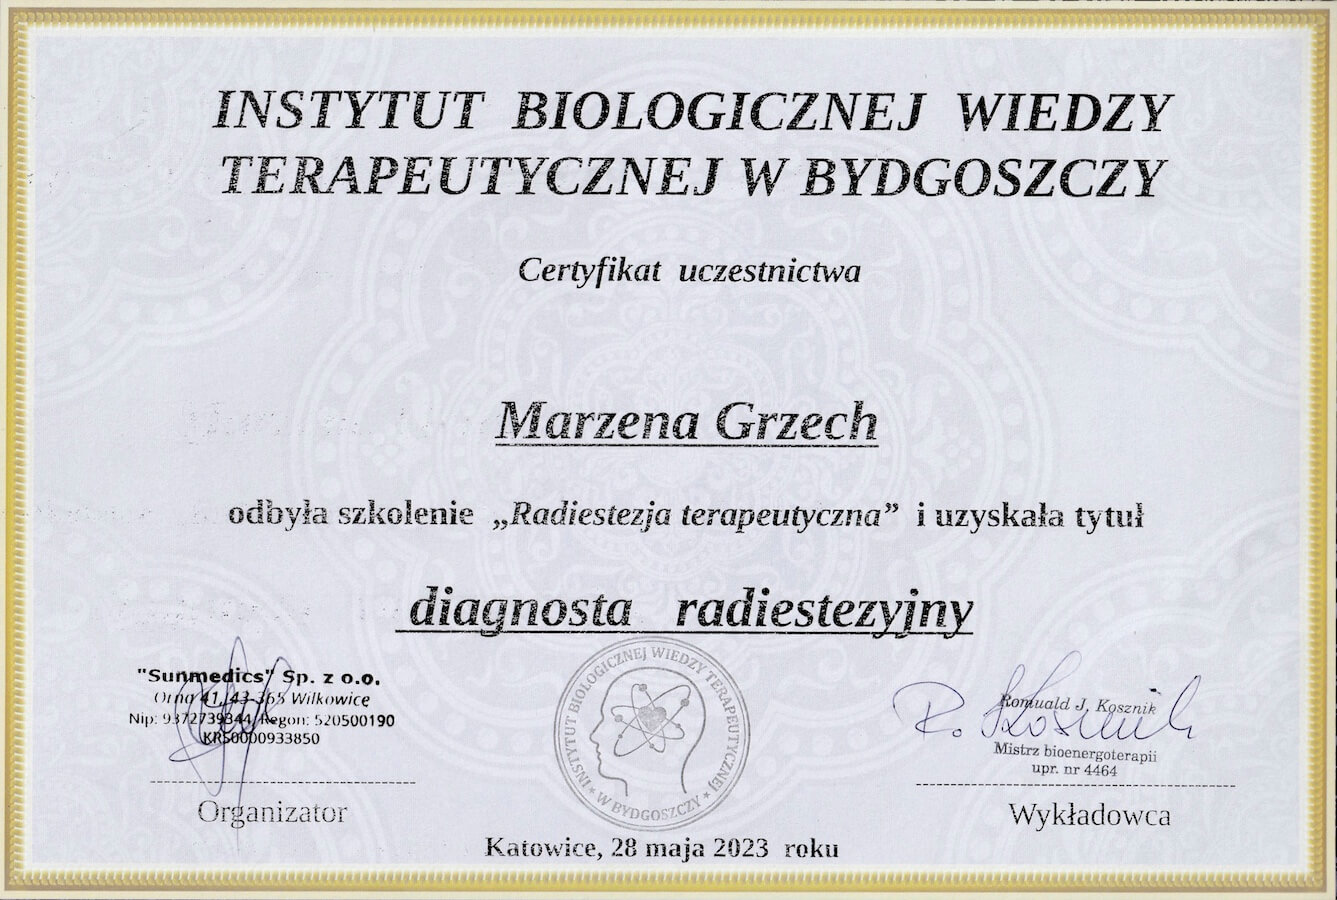 INSTYTUT BIOLOGICZNEJ WIEDZY
TERAPEUTYCZNEJ W BYDGOSZCZY
Certyfikat uczestnictwa
Marzena Grzech
odbyła szkolenie „Radiestezja terapeutyczna” i uzyskała tytuł
diagnosta radiestezyjny
"Sunmedics" Sp. z o.o.
41, 43-365 Wilkowice
Nip: 9372739344, Regon: 520500190
KRS0000933850
Organizator
INSTYTUT BIOLOGICZNEJ WIEDZY TERAPEUTYCZNEJ
★ W BYDGOSZCZY ★
R. Kosznik
Romuald J. Kosznik
Mistrz bioenergoterapii
upr. nr 4464
Wykładowca
Katowice, 28 maja 2023 roku